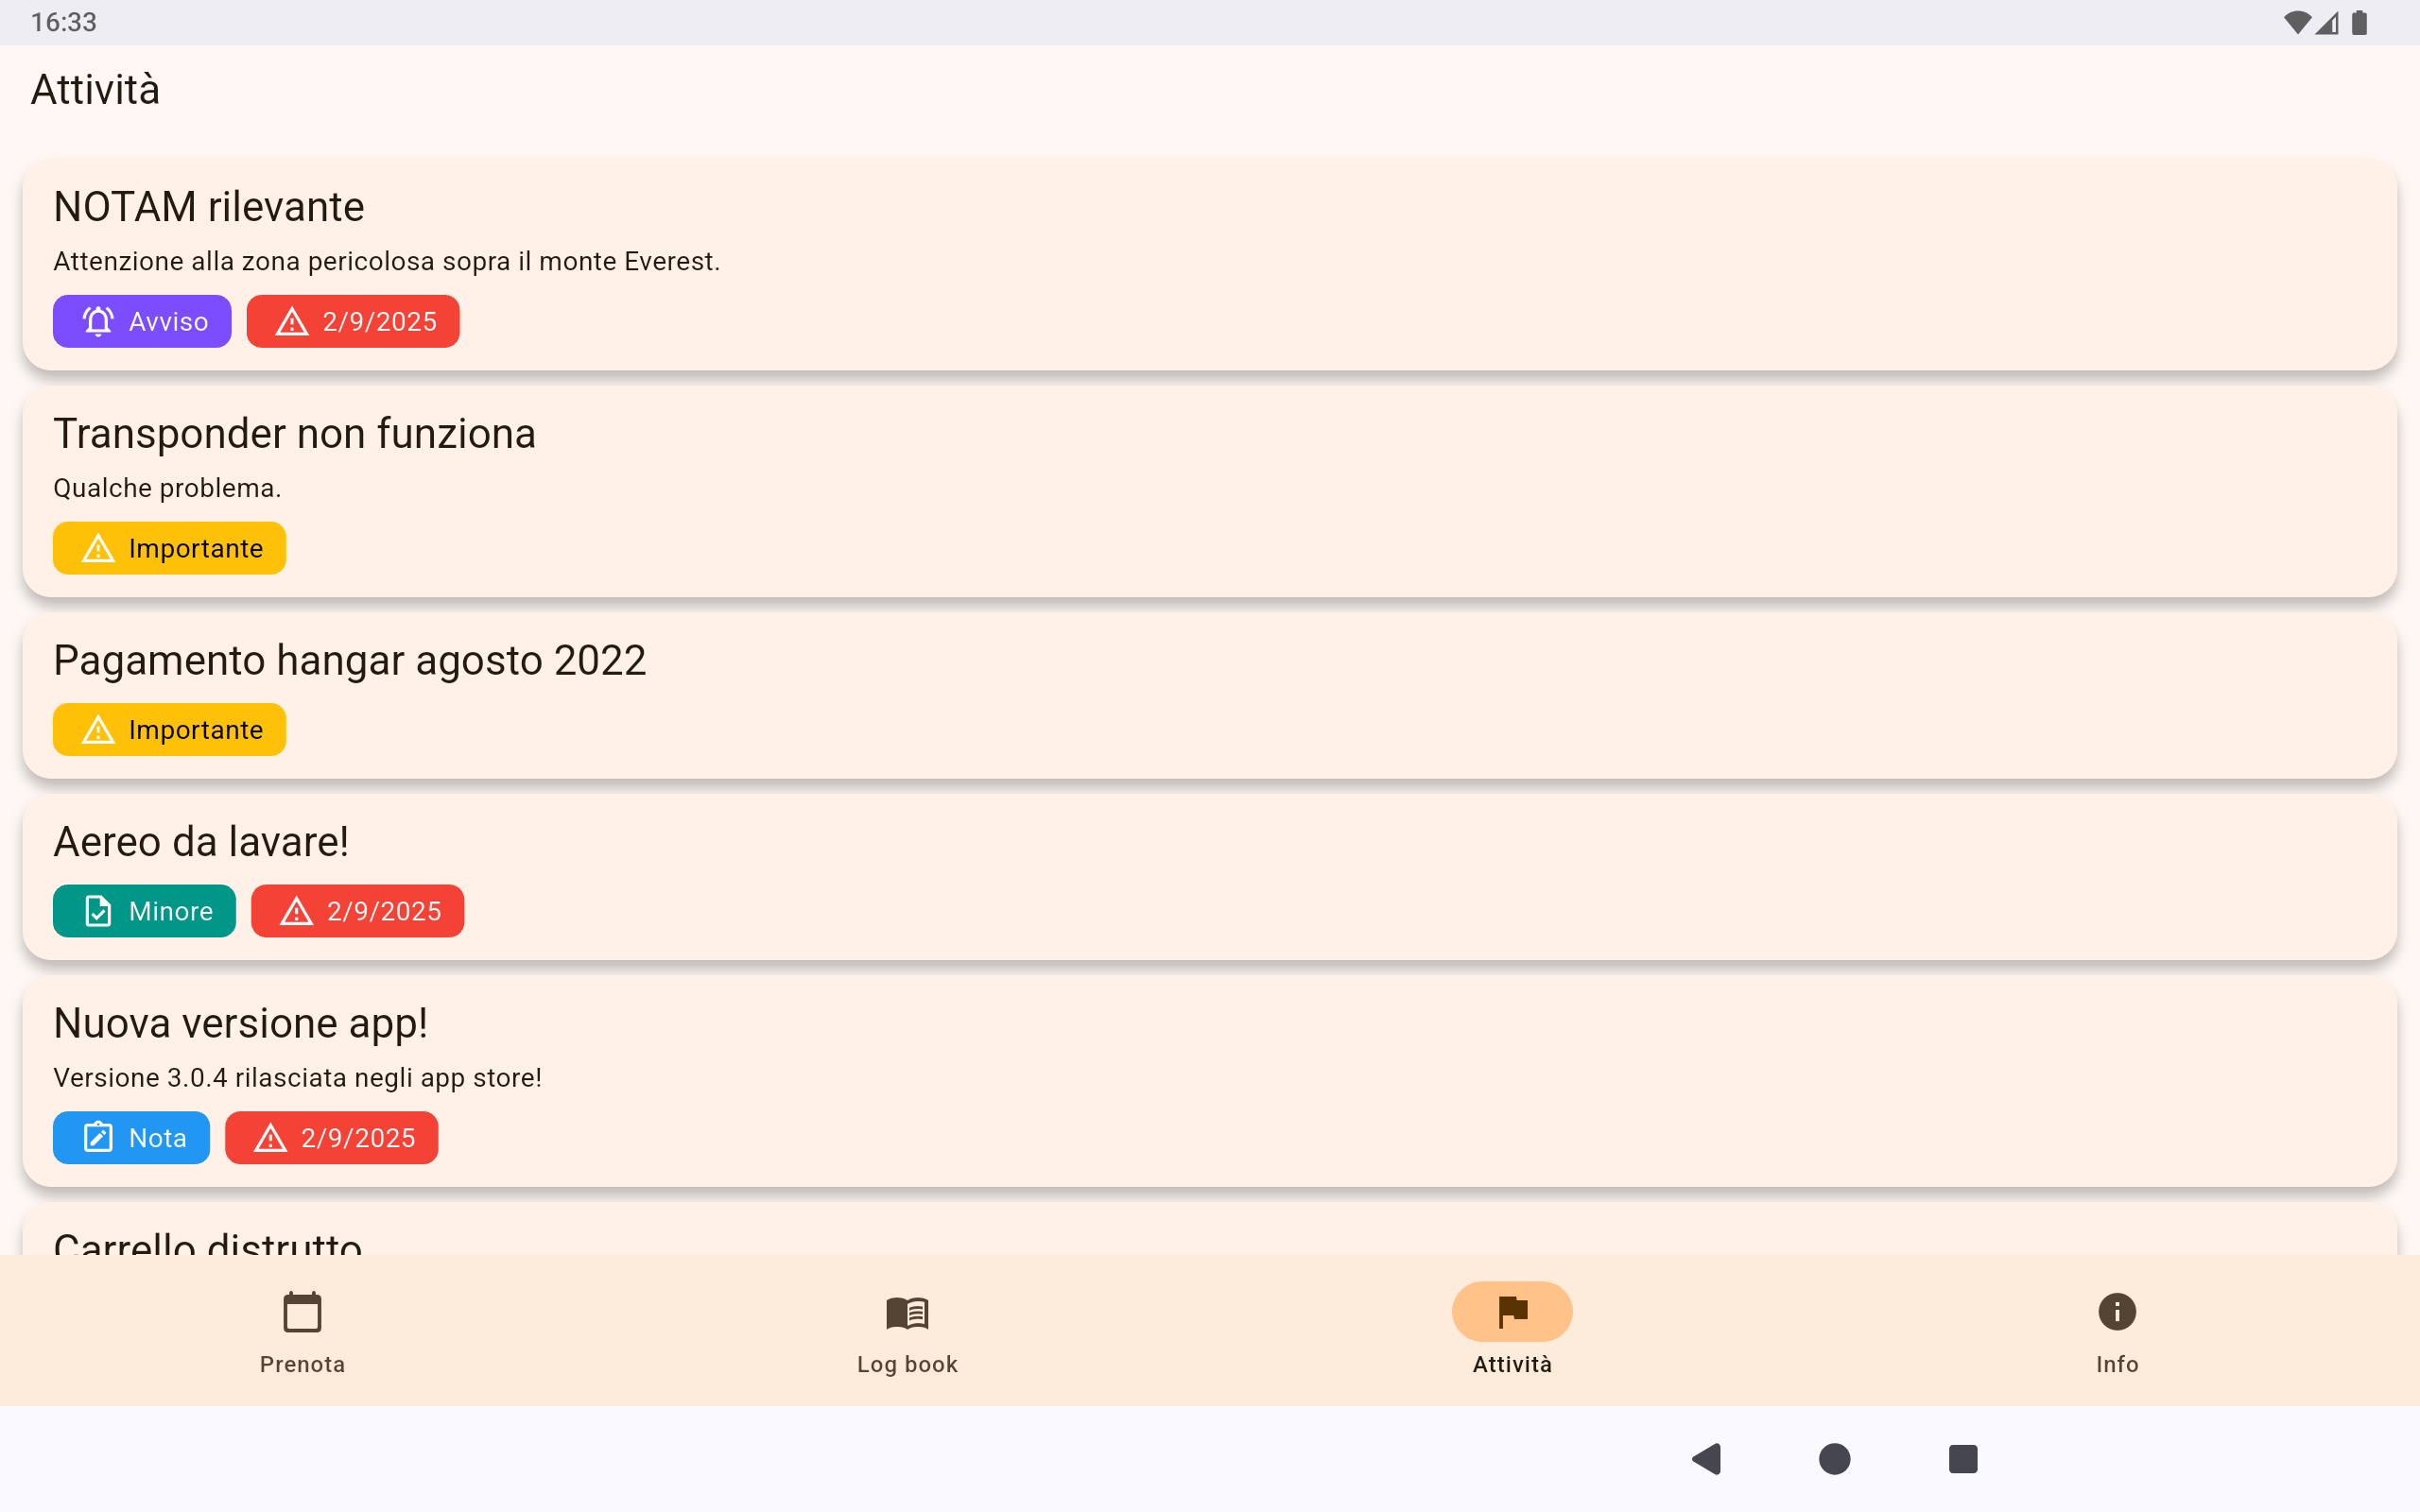 16:33
Attività
NOTAM rilevante
Attenzione alla zona pericolosa sopra il monte Everest.
Avviso 2/9/2025
Transponder non funziona
Qualche problema.
Importante
Pagamento hangar agosto 2022
Importante
Aereo da lavare!
Minore 2/9/2025
Nuova versione app!
Versione 3.0.4 rilasciata negli app store!
Nota 2/9/2025
Carrello distrutto
Prenota Log book Attività Info